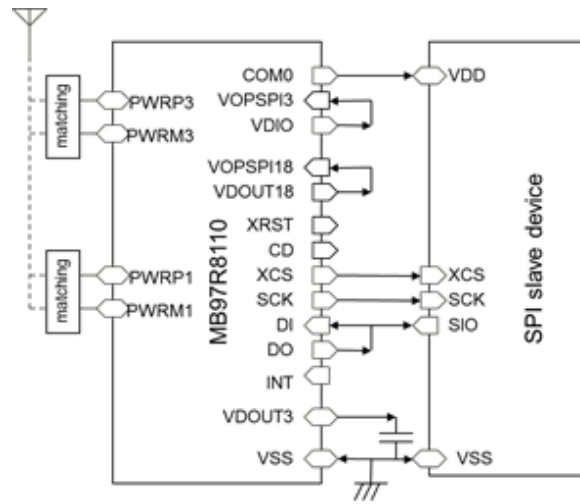 COM0
VDD
matching
PWRP3
VOPSPI3
VDIO
PWRM3
VOPSPI18
VDOUT18
XRST
CD
matching
PWRP1
XCS
XCS
PWRM1
SCK
SCK
DI
SIO
DO
INT
MB97R8110
SPI slave device
VDOUT3
VSS
VSS